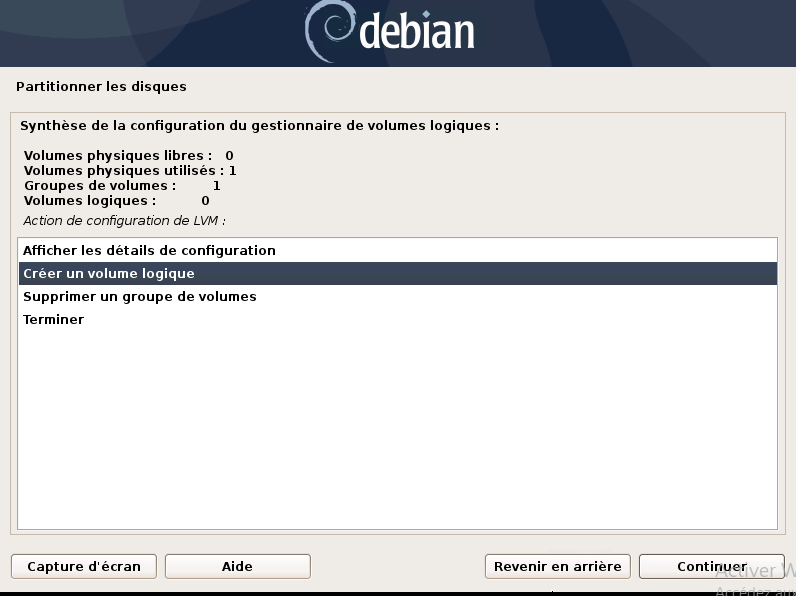 debian
Partitionner les disques
Synthèse de la configuration du gestionnaire de volumes logiques :
Volumes physiques libres : 0
Volumes physiques utilisés : 1
Groupes de volumes : 1
Volumes logiques : 0
Action de configuration de LVM :
Afficher les détails de configuration
Créer un volume logique
Supprimer un groupe de volumes
Terminer
Capture d'écran Aide Revenir en arrière Continuer
Activer W
Accédez aux